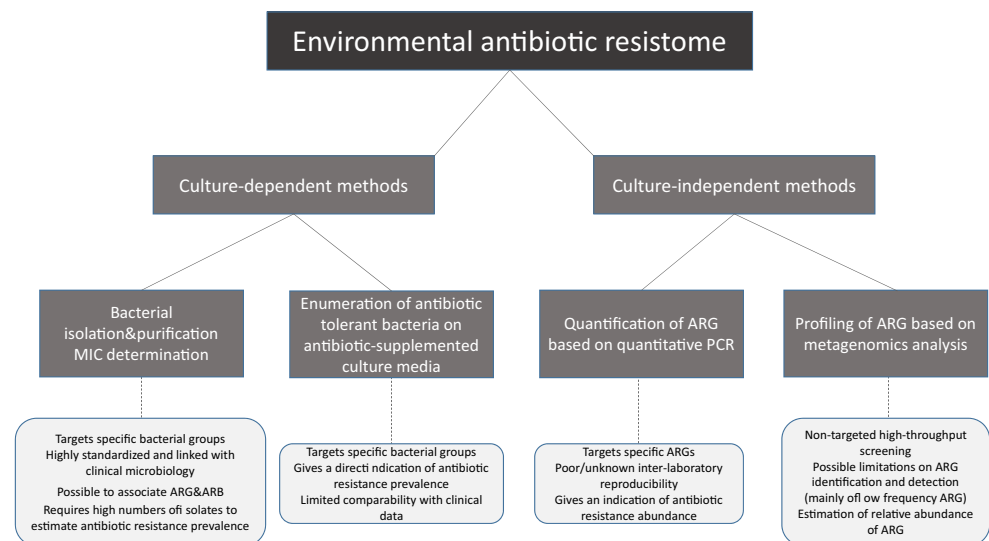 Environmental antibiotic resistome
Culture-dependent methods
Culture-independent methods
Bacterial
isolation&purification
MIC determination
Enumeration of antibiotic
tolerant bacteria on
antibiotic-supplemented
culture media
Quantification of ARG
based on quantitative PCR
Profiling of ARG based on
metagenomics analysis
Targets specific bacterial groups
Highly standardized and linked with
clinical microbiology
Possible to associate ARG&ARB
Requires high numbers ofi solates to
estimate antibiotic resistance prevalence
Targets specific bacterial groups
Gives a directi ndication of antibiotic
resistance prevalence
Limited comparability with clinical
data
Targets specific ARGs
Poor/unknown inter-laboratory
reproducibility
Gives an indication of antibiotic
resistance abundance
Non-targeted high-throughput
screening
Possible limitations on ARG
identification and detection
(mainly ofl ow frequency ARG)
Estimation of relative abundance
of ARG